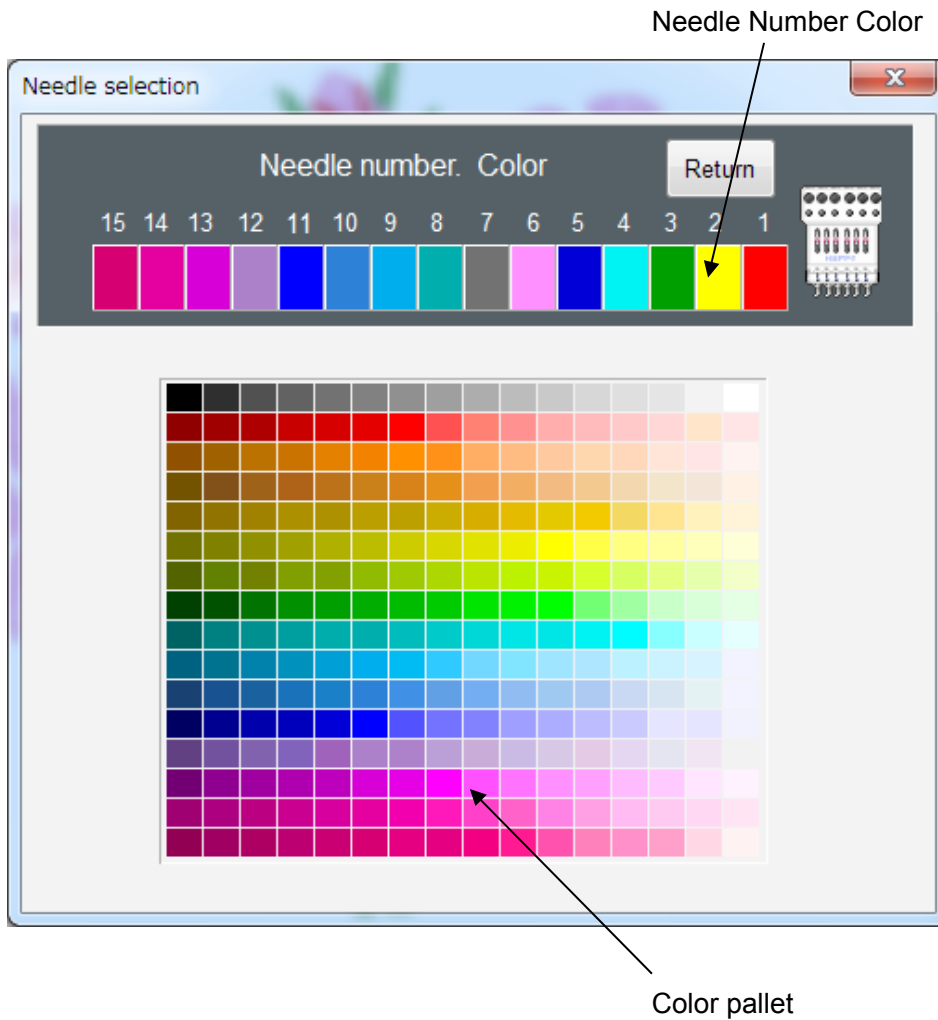 Needle Number Color
Needle selection
Needle number. Color
Return
15 14 13 12 11 10 9 8 7 6 5 4 3 2 1
HAPPY
Color pallet